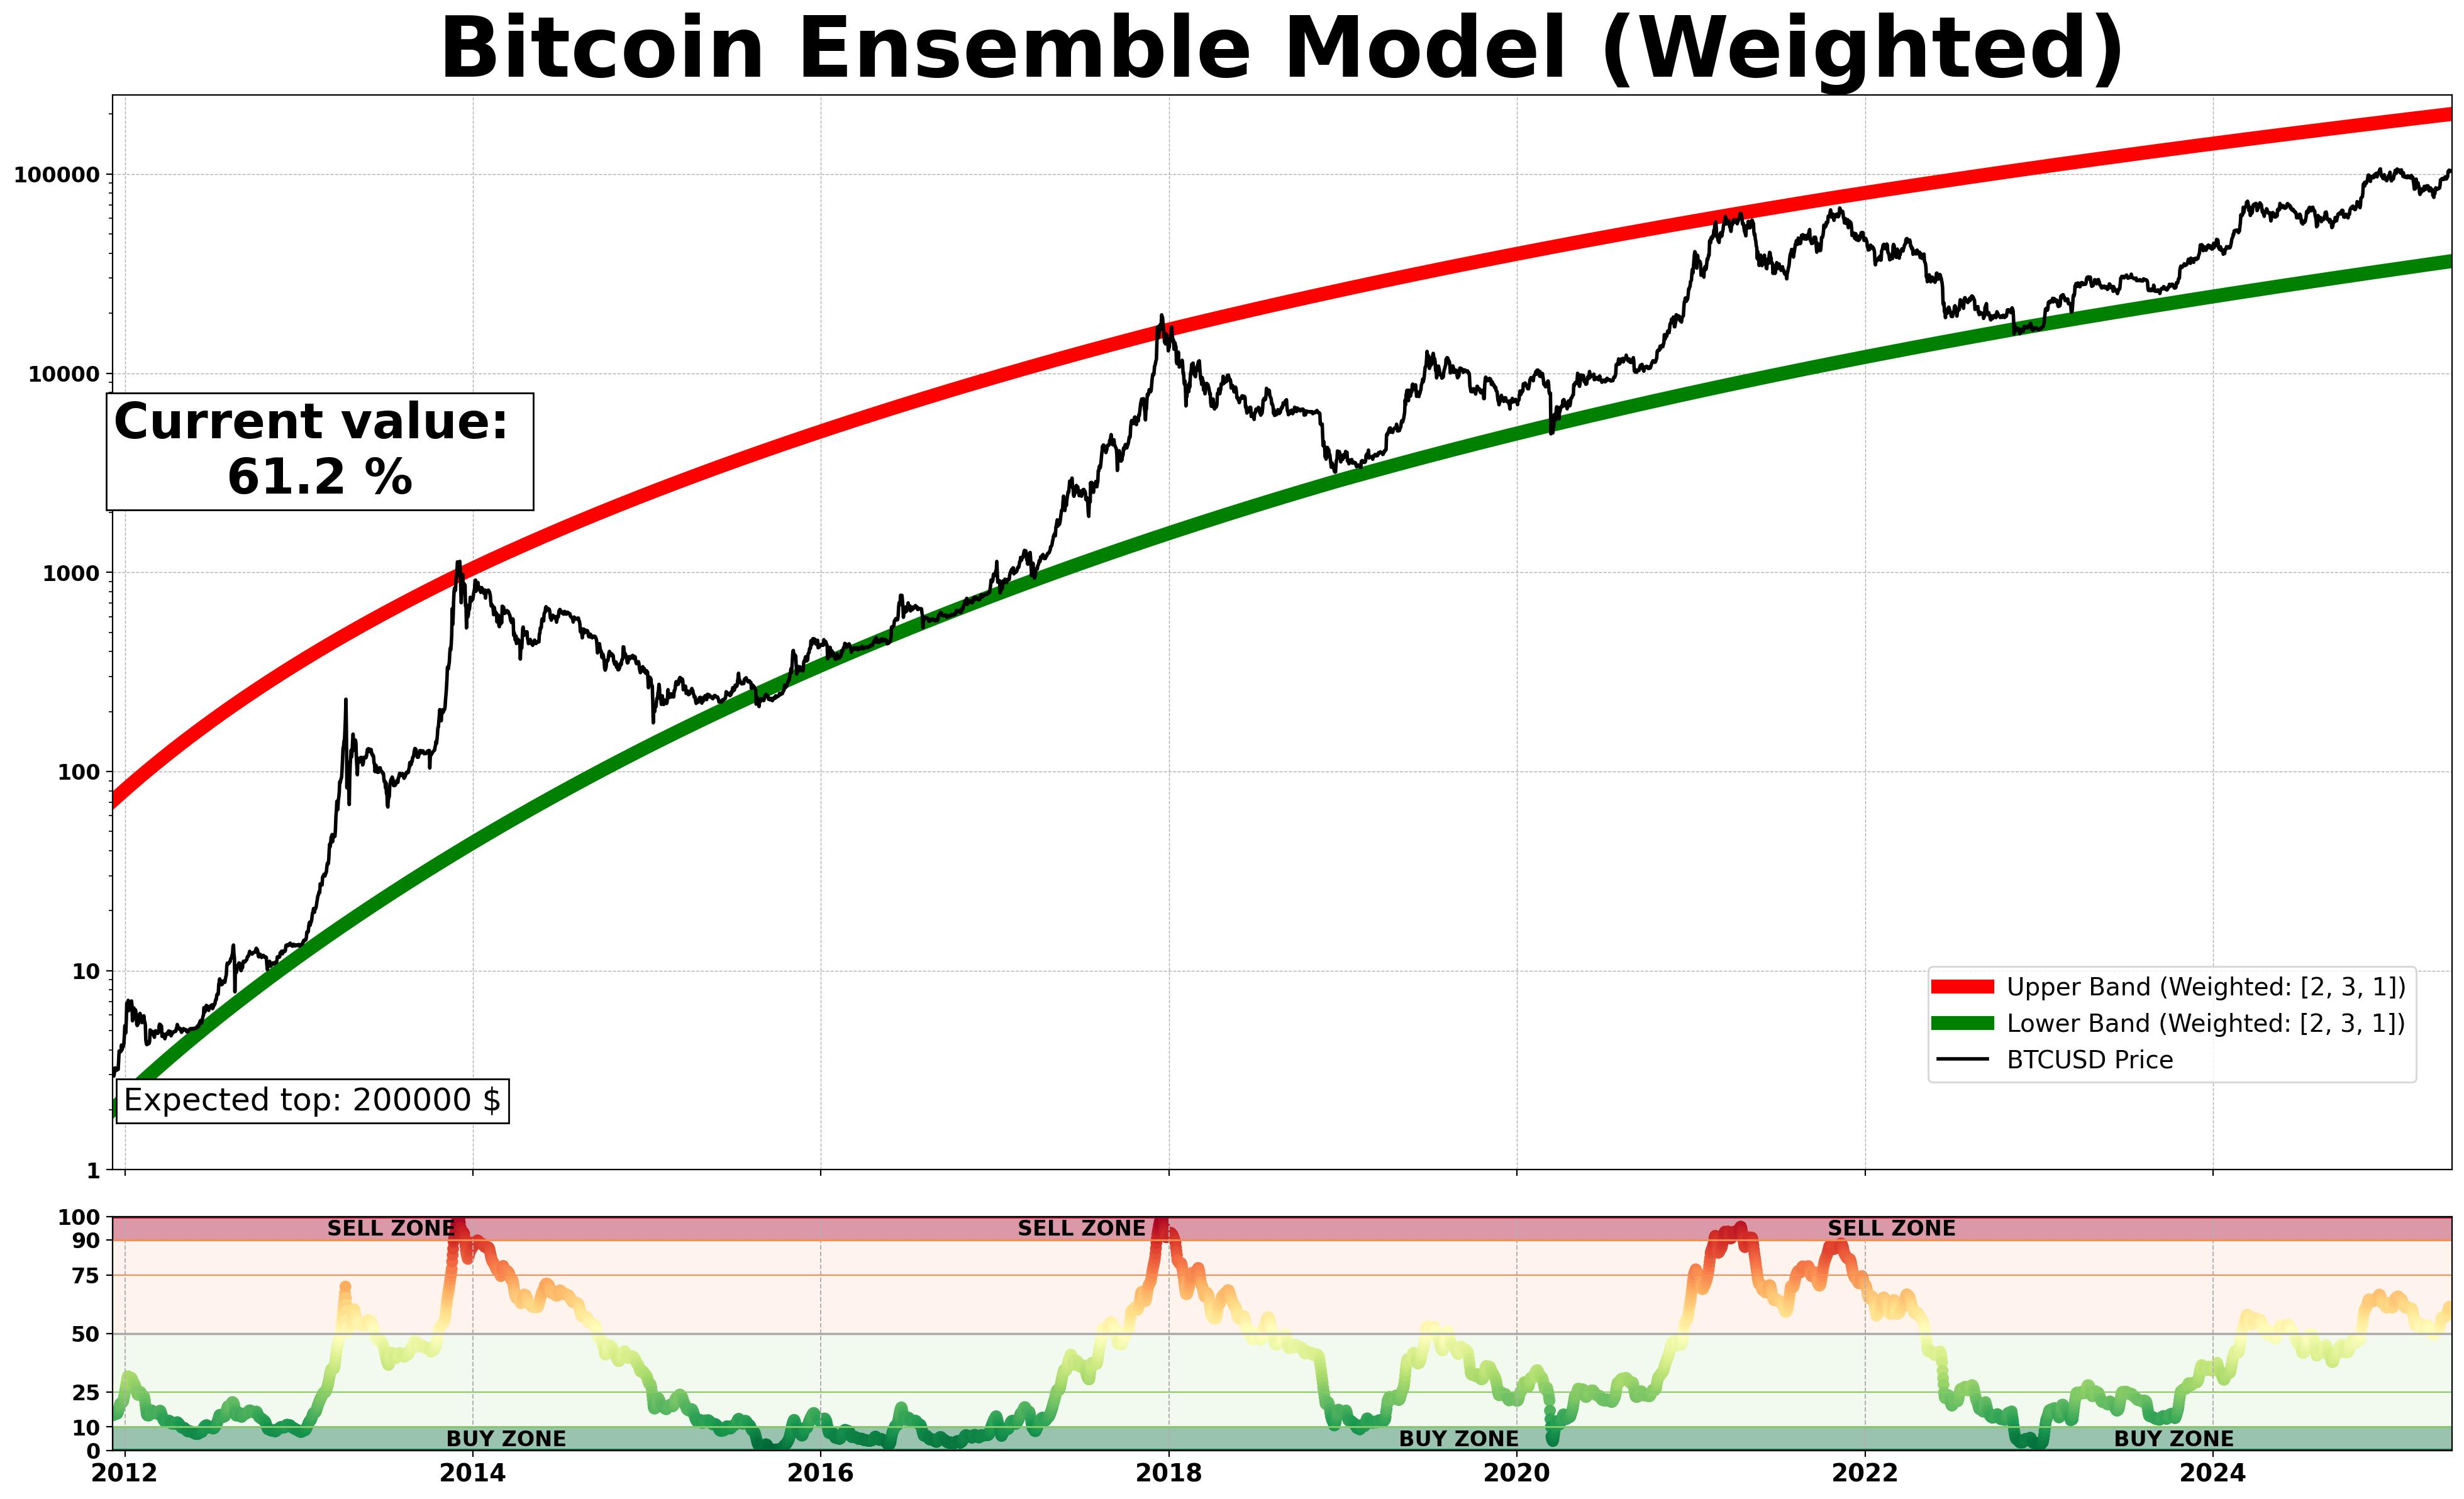 Bitcoin Ensemble Model (Weighted)
100000
10000
Current value:
61.2 %
1000
100
10
Upper Band (Weighted: [2, 3, 1])
Lower Band (Weighted: [2, 3, 1])
BTCUSD Price
Expected top: 200000 $
1
100
SELL ZONE SELL ZONE SELL ZONE
90
75
50
25
10
BUY ZONE BUY ZONE BUY ZONE
0
2012 2014 2016 2018 2020 2022 2024